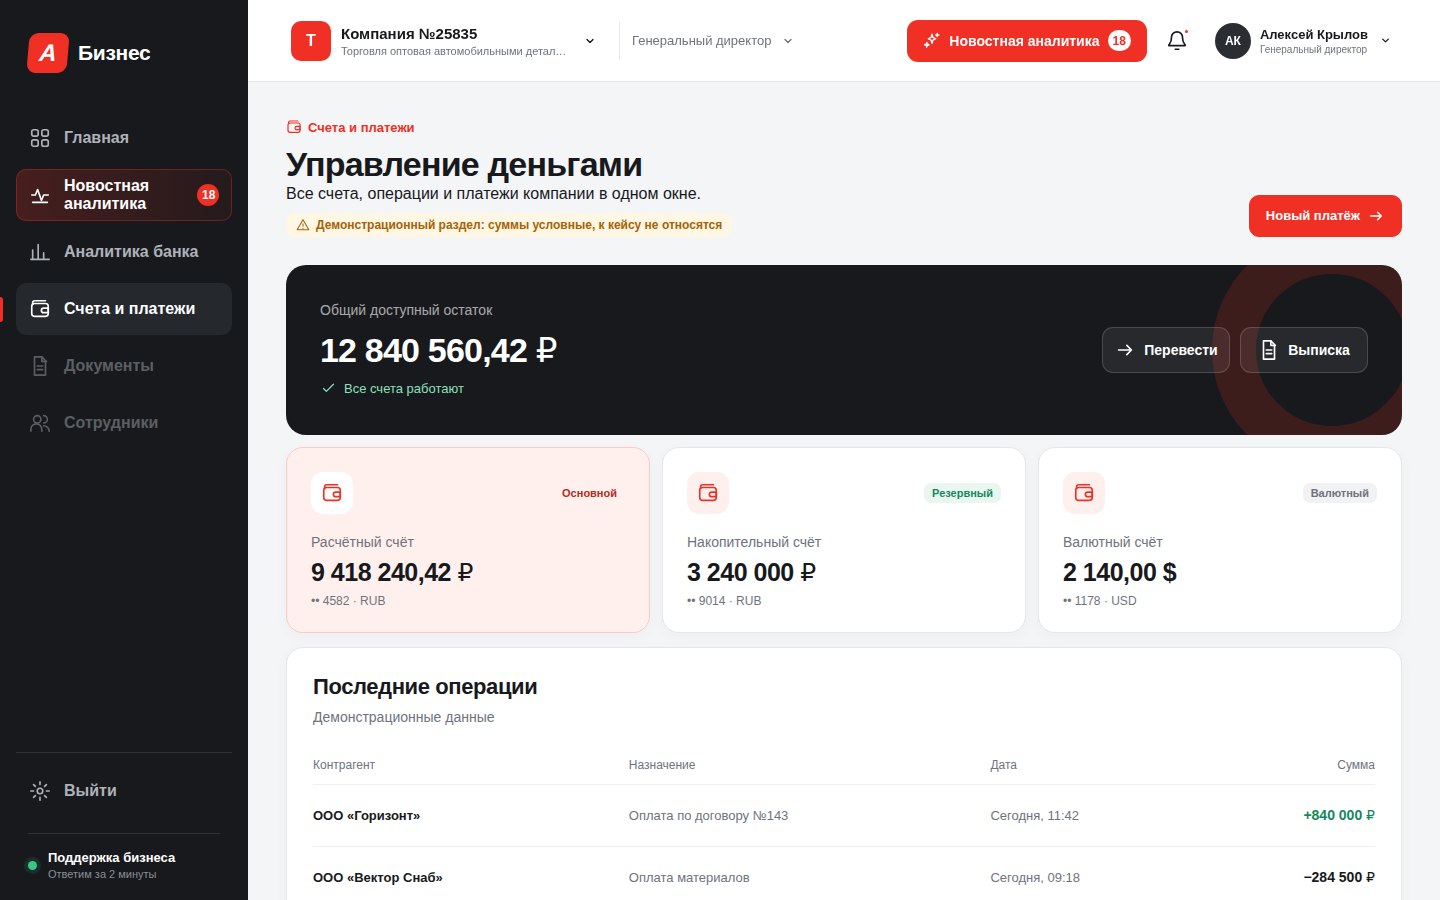 А Бизнес
Главная
Новостная
аналитика
18
Аналитика банка
Счета и платежи
Документы
Сотрудники
Выйти
Поддержка бизнеса
Ответим за 2 минуты
Т
Компания №25835
Торговля оптовая автомобильными детал…
Генеральный директор
Новостная аналитика 18
АК
Алексей Крылов
Генеральный директор
Счета и платежи
Управление деньгами
Все счета, операции и платежи компании в одном окне.
Демонстрационный раздел: суммы условные, к кейсу не относятся
Новый платёж
Общий доступный остаток
12 840 560,42 ₽
Все счета работают
Перевести
Выписка
Основной
Расчётный счёт
9 418 240,42 ₽
•• 4582 · RUB
Резервный
Накопительный счёт
3 240 000 ₽
•• 9014 · RUB
Валютный
Валютный счёт
2 140,00 $
•• 1178 · USD
Последние операции
Демонстрационные данные
Контрагент Назначение Дата Сумма
ООО «Горизонт» Оплата по договору №143 Сегодня, 11:42 +840 000 ₽
ООО «Вектор Снаб» Оплата материалов Сегодня, 09:18 −284 500 ₽